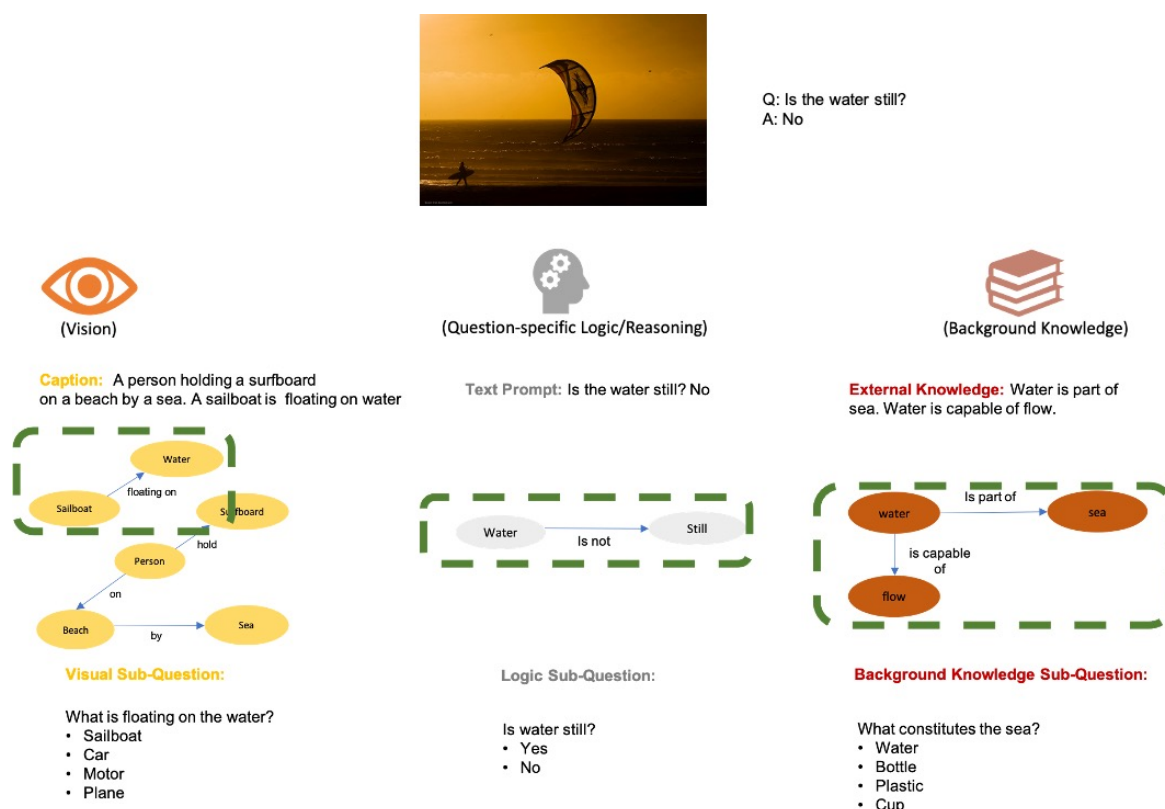 Q: Is the water still?
A: No
(Vision)
(Question-specific Logic/Reasoning)
(Background Knowledge)
Caption: A person holding a surfboard
on a beach by a sea. A sailboat is floating on water
Text Prompt: Is the water still? No
External Knowledge: Water is part of
sea. Water is capable of flow.
Water
floating on
Sailboat
Surfboard
hold
Person
on
Beach
by
Sea
Water
Is not
Still
water
Is part of
sea
is capable
of
flow
Visual Sub-Question:
What is floating on the water?
• Sailboat
• Car
• Motor
• Plane
Logic Sub-Question:
Is water still?
• Yes
• No
Background Knowledge Sub-Question:
What constitutes the sea?
• Water
• Bottle
• Plastic
• Cup